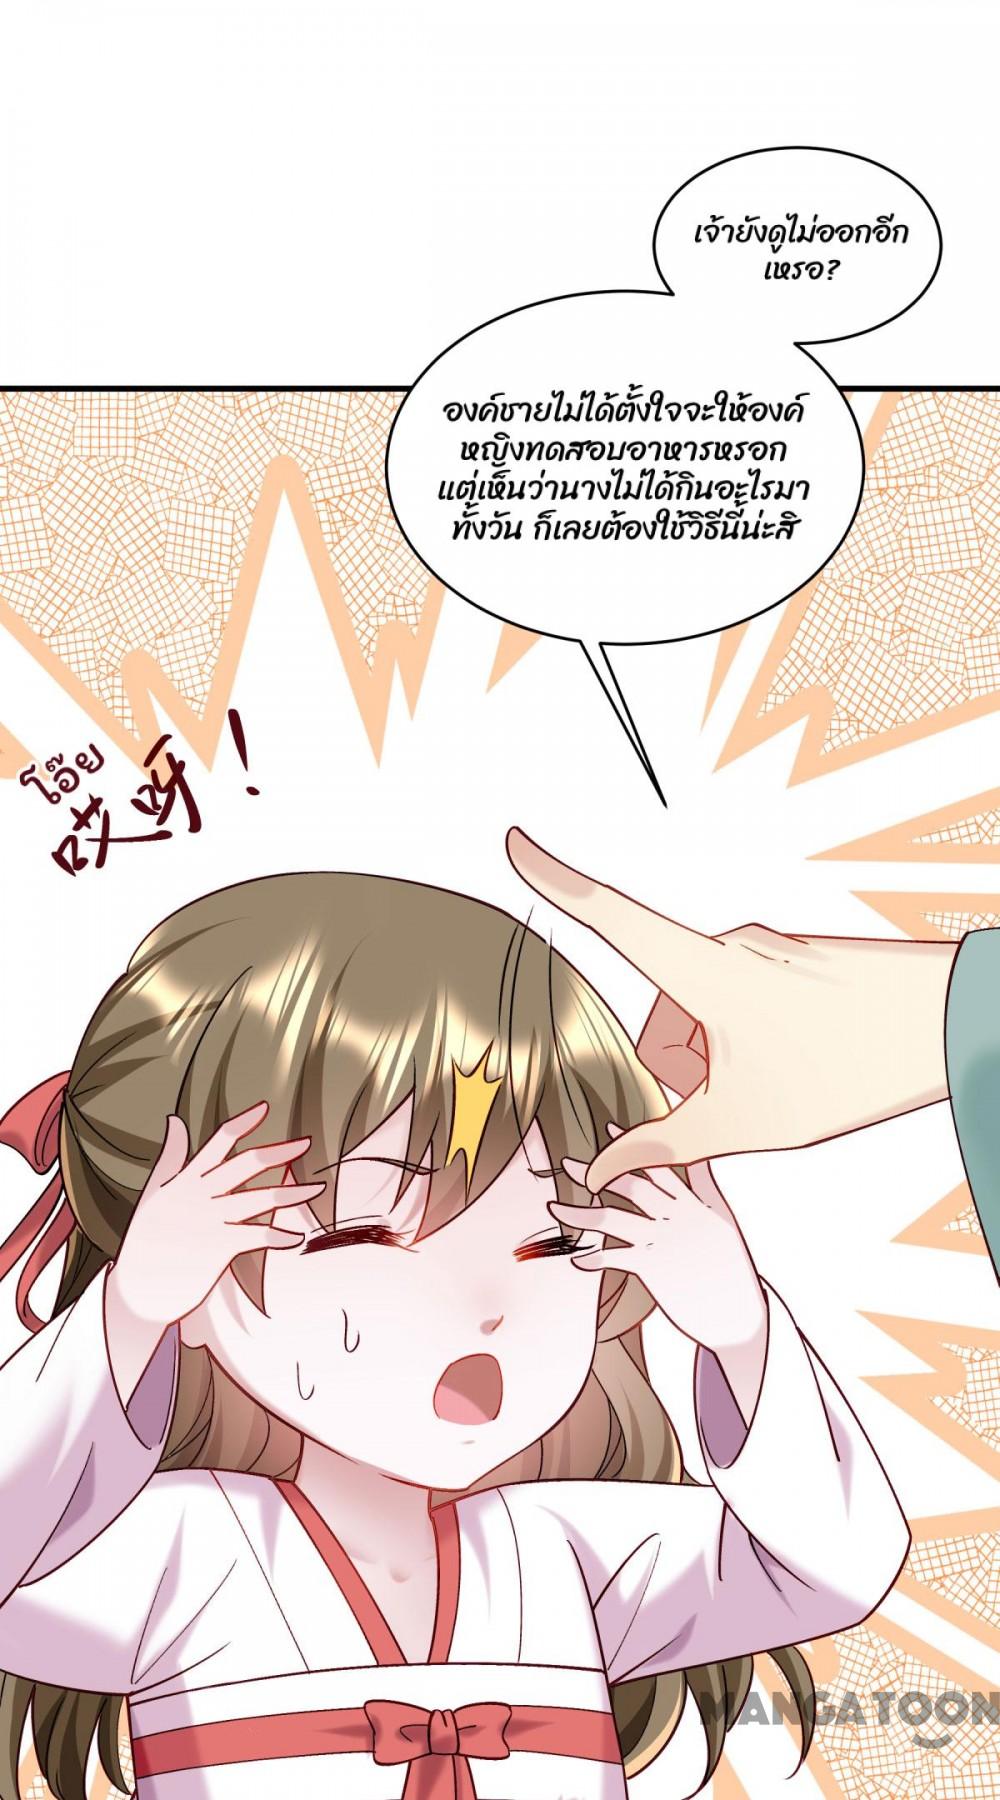 เจ้ายังดูไม่ออกอีก
เหรอ?
องค์ชายไม่ได้ตั้งใจจะให้องค์
หญิงทดสอบอาหารหรอก
แต่เห็นว่านางไม่ได้กินอะไรมา
ทั้งวัน ก็เลยต้องใช้วิธีนี้น่ะสิ
โอ๊ย
哎呀!
MANGATOON